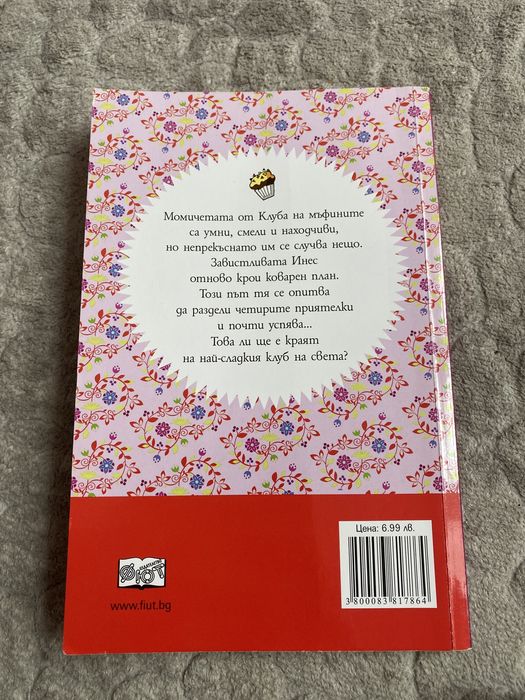 Момичетата от Клуба на мъфините
са умни, смели и находчиви,
но непрекъснато им се случва нещо.
Завистливата Инес
отново крои коварен план.
Този път тя се опитва
да раздели четирите приятелки
и почти успява...
Това ли ще е краят
на най-сладкия клуб на света?
Цена: 6.99 лв.
3 800083 817864
ИЗДАТЕЛСТВО
ФЮТ
www.fiut.bg